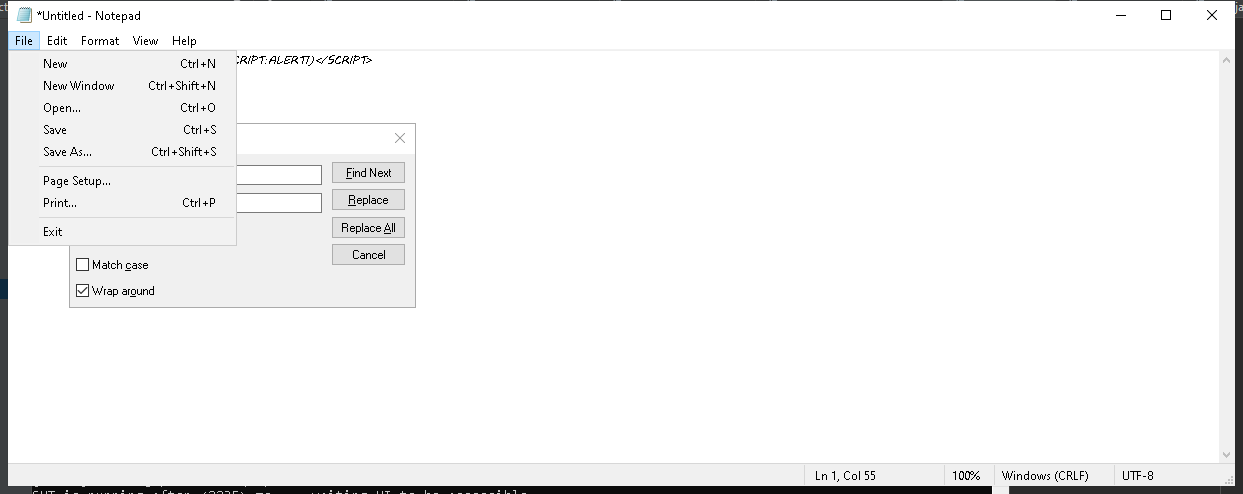 *Untitled - Notepad
File Edit Format View Help
CRIPT:ALERT1)</SCRIPT>
New Ctrl+N
New Window Ctrl+Shift+N
Open... Ctrl+O
Save Ctrl+S
Save As... Ctrl+Shift+S
Page Setup...
Print... Ctrl+P
Exit
Find Next
Replace
Replace All
Cancel
Match case
Wrap around
Ln 1, Col 55 100% Windows (CRLF) UTF-8